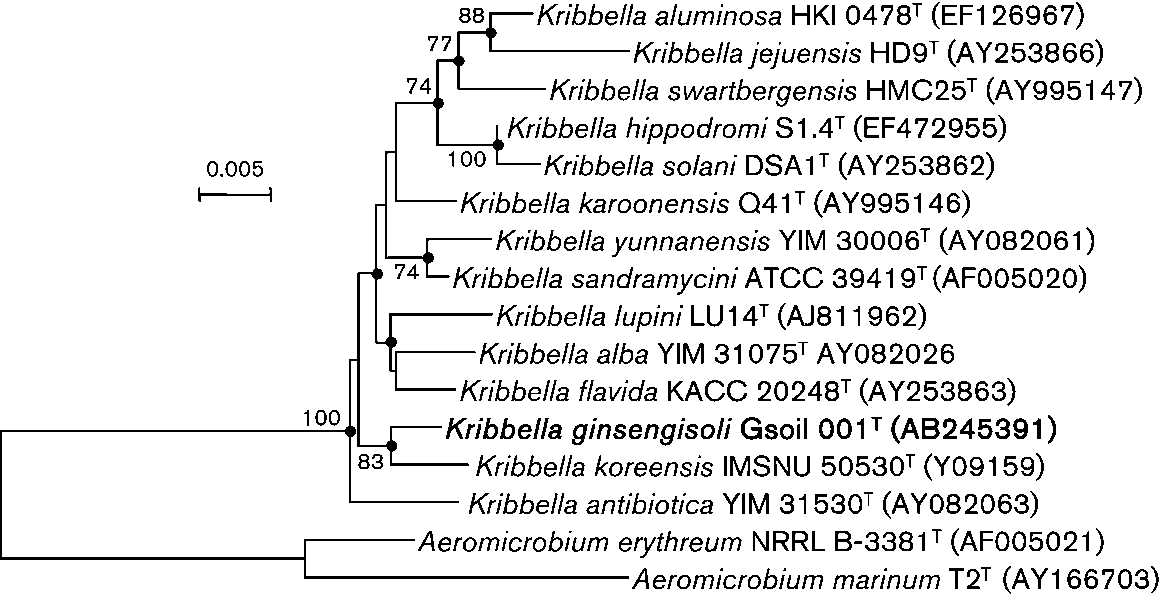 88
Kribbella aluminosa HKI 0478ᵀ (EF126967)
77
Kribbella jejuensis HD9ᵀ (AY253866)
74
Kribbella swartbergensis HMC25ᵀ (AY995147)
Kribbella hippodromi S1.4ᵀ (EF472955)
100
Kribbella solani DSA1ᵀ (AY253862)
0.005
Kribbella karoonensis Q41ᵀ (AY995146)
Kribbella yunnanensis YIM 30006ᵀ (AY082061)
74
Kribbella sandramycini ATCC 39419ᵀ (AF005020)
Kribbella lupini LU14ᵀ (AJ811962)
Kribbella alba YIM 31075ᵀ AY082026
Kribbella flavida KACC 20248ᵀ (AY253863)
100
Kribbella ginsengisoli Gsoil 001ᵀ (AB245391)
83
Kribbella koreensis IMSNU 50530ᵀ (Y09159)
Kribbella antibiotica YIM 31530ᵀ (AY082063)
Aeromicrobium erythreum NRRL B-3381ᵀ (AF005021)
Aeromicrobium marinum T2ᵀ (AY166703)